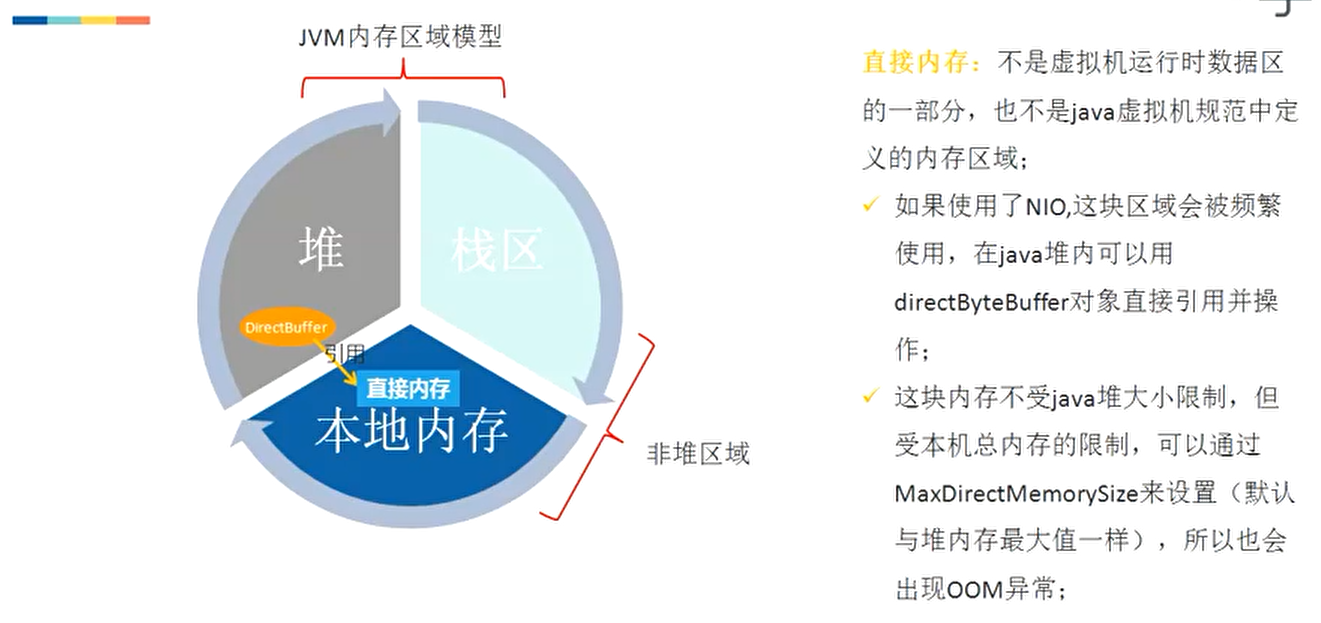 JVM内存区域模型
堆
栈区
DirectBuffer
引用
直接内存
本地内存
非堆区域
直接内存：不是虚拟机运行时数据区
的一部分，也不是java虚拟机规范中定
义的内存区域；
✓ 如果使用了NIO,这块区域会被频繁
使用，在java堆内可以用
directByteBuffer对象直接引用并操
作；
✓ 这块内存不受java堆大小限制，但
受本机总内存的限制，可以通过
MaxDirectMemorySize来设置（默认
与堆内存最大值一样），所以也会
出现OOM异常；